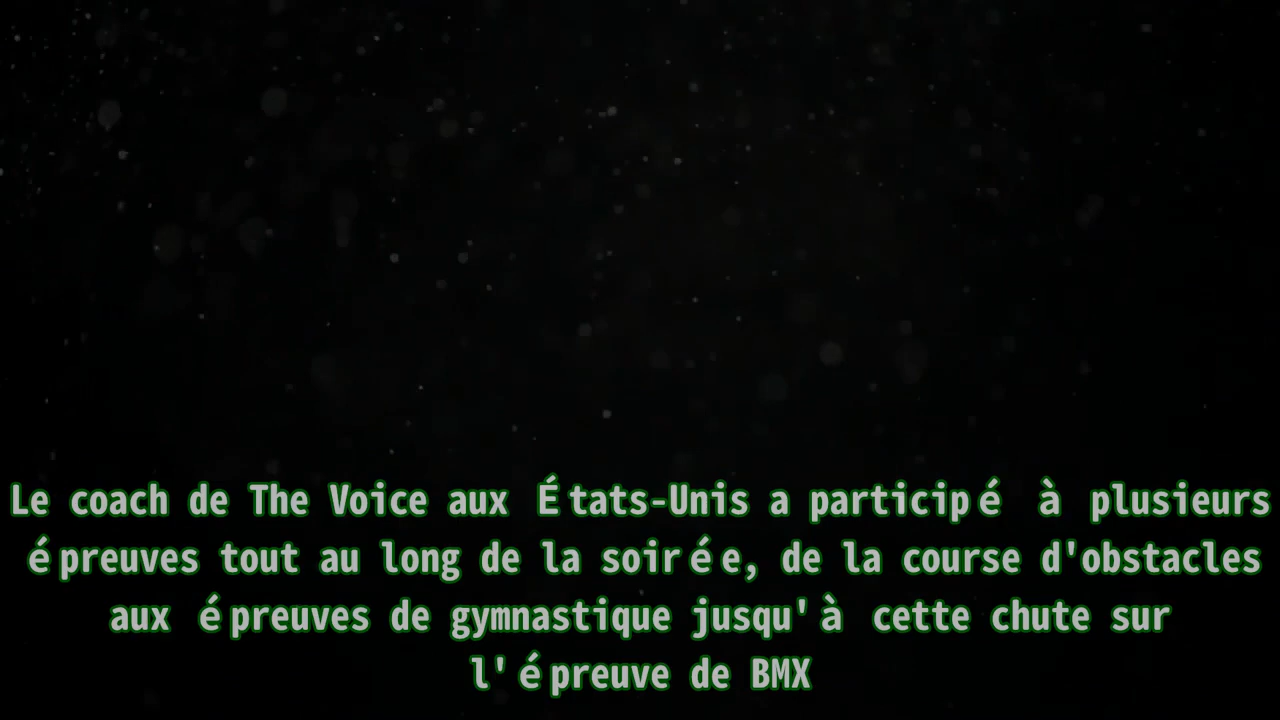 Le coach de The Voice aux États-Unis a participé à plusieurs
épreuves tout au long de la soirée, de la course d'obstacles
aux épreuves de gymnastique jusqu'à cette chute sur
l'épreuve de BMX